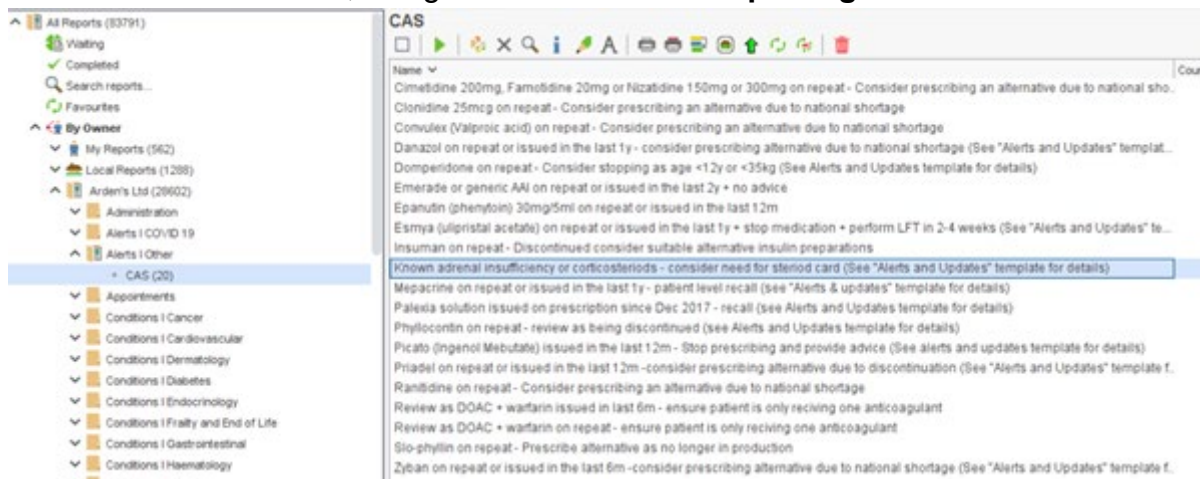 All Reports (83791)
Waiting
Completed
Search reports...
Favourites
By Owner
My Reports (562)
Local Reports (1288)
Arden's Ltd (28602)
Administration
Alerts I COVID 19
Alerts I Other
CAS (20)
Appointments
Conditions I Cancer
Conditions I Cardiovascular
Conditions I Dermatology
Conditions I Diabetes
Conditions I Endocrinology
Conditions I Frailty and End of Life
Conditions I Gastrointestinal
Conditions I Haematology
CAS
Name
Cou
Cimetidine 200mg, Famotidine 20mg or Nizatidine 150mg or 300mg on repeat - Consider prescribing an alternative due to national sho..
Clonidine 25mcg on repeat - Consider prescribing an alternative due to national shortage
Convulex (Valproic acid) on repeat - Consider prescribing an alternative due to national shortage
Danazol on repeat or issued in the last 1y - consider prescribing alternative due to national shortage (See "Alerts and Updates" templat...
Domperidone on repeat - Consider stopping as age <12y or <35kg (See Alerts and Updates template for details)
Emerade or generic AAI on repeat or issued in the last 2y + no advice
Epanutin (phenytoin) 30mg/5ml on repeat or issued in the last 12m
Esmya (ulipristal acetate) on repeat or issued in the last 1y + stop medication + perform LFT in 2-4 weeks (See "Alerts and Updates" te...
Insuman on repeat - Discontinued consider suitable alternative insulin preparations
Known adrenal insufficiency or corticosteriods - consider need for steriod card (See "Alerts and Updates" template for details)
Mepacrine on repeat or issued in the last 1y - patient level recall (see "Alerts & updates" template for details)
Palexia solution issued on prescription since Dec 2017 - recall (see Alerts and Updates template for details)
Phyllocontin on repeat - review as being discontinued (see Alerts and Updates template for details)
Picato (Ingenol Mebutate) issued in the last 12m - Stop prescribing and provide advice (See alerts and updates template for details)
Priadel on repeat or issued in the last 12m -consider prescribing alternative due to discontinuation (See "Alerts and Updates" template f..
Ranitidine on repeat - Consider prescribing an alternative due to national shortage
Review as DOAC + warfarin issued in last 6m - ensure patient is only reciving one anticoagulant
Review as DOAC + warfarin on repeat - ensure patient is only reciving one anticoagulant
Slo-phyllin on repeat - Prescribe alternative as no longer in production
Zyban on repeat or issued in the last 6m -consider prescribing alternative due to national shortage (See "Alerts and Updates" template f..